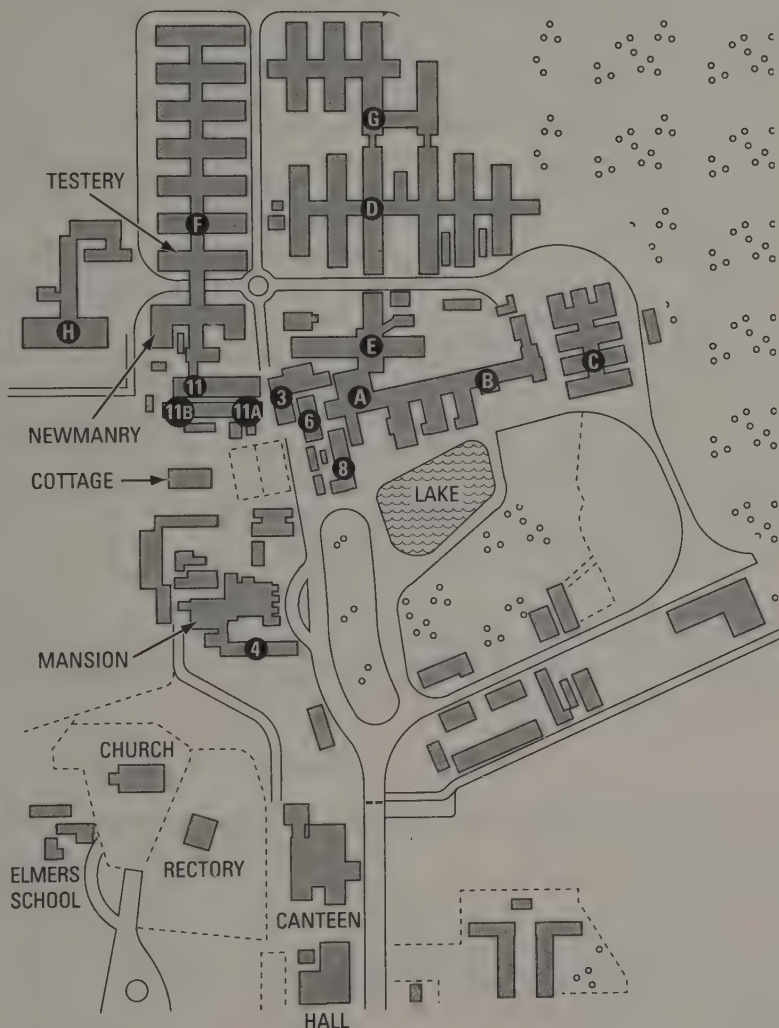 G
TESTERY
F
D
H
E
C
B
11
3
A
11B
11A
6
NEWMANRY
8
COTTAGE
LAKE
MANSION
4
CHURCH
ELMERS
SCHOOL
RECTORY
CANTEEN
HALL